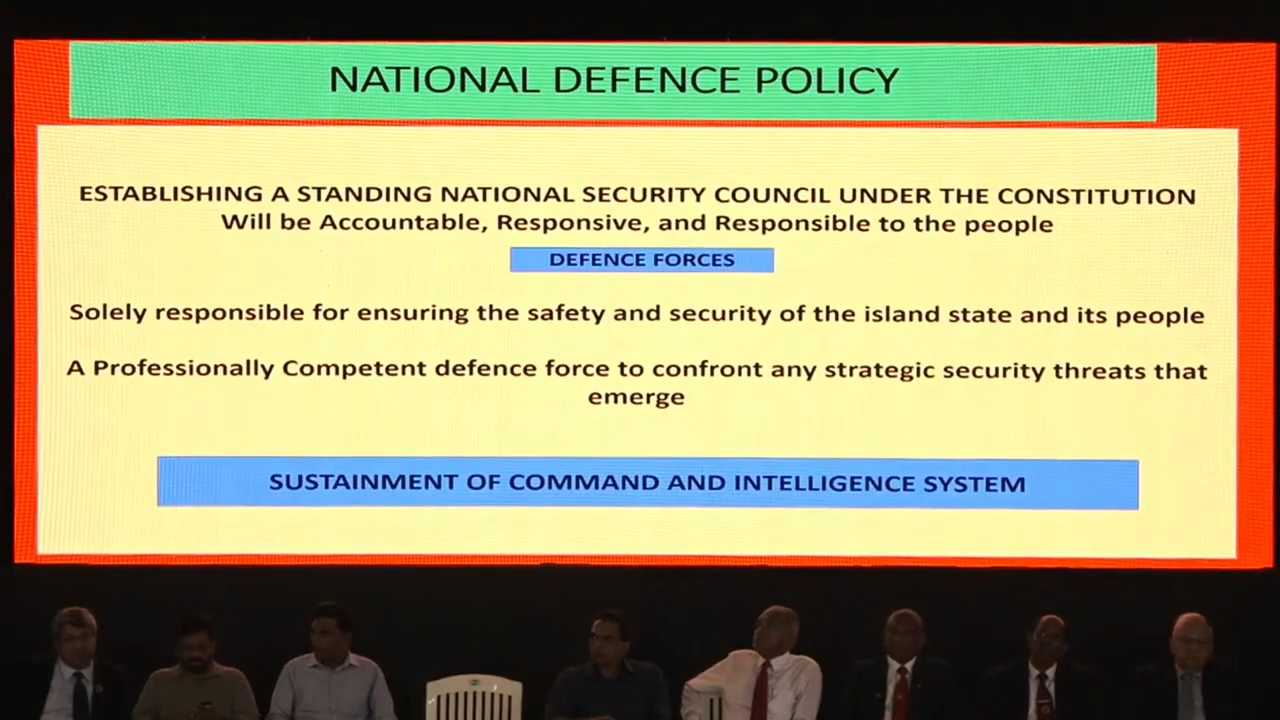 NATIONAL DEFENCE POLICY
ESTABLISHING A STANDING NATIONAL SECURITY COUNCIL UNDER THE CONSTITUTION
Will be Accountable, Responsive, and Responsible to the people
DEFENCE FORCES
Solely responsible for ensuring the safety and security of the island state and its people
A Professionally Competent defence force to confront any strategic security threats that
emerge
SUSTAINMENT OF COMMAND AND INTELLIGENCE SYSTEM